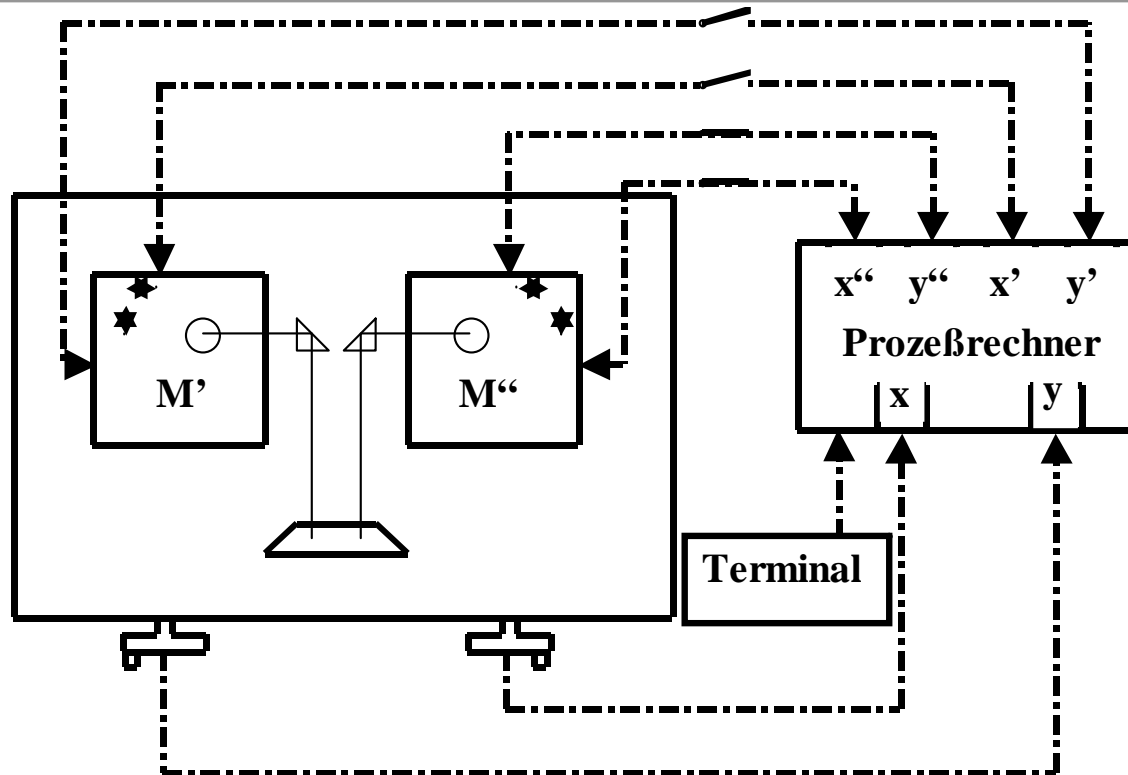 x“ y“ x’ y’
Prozeßrechner
M’ M“
x y
Terminal